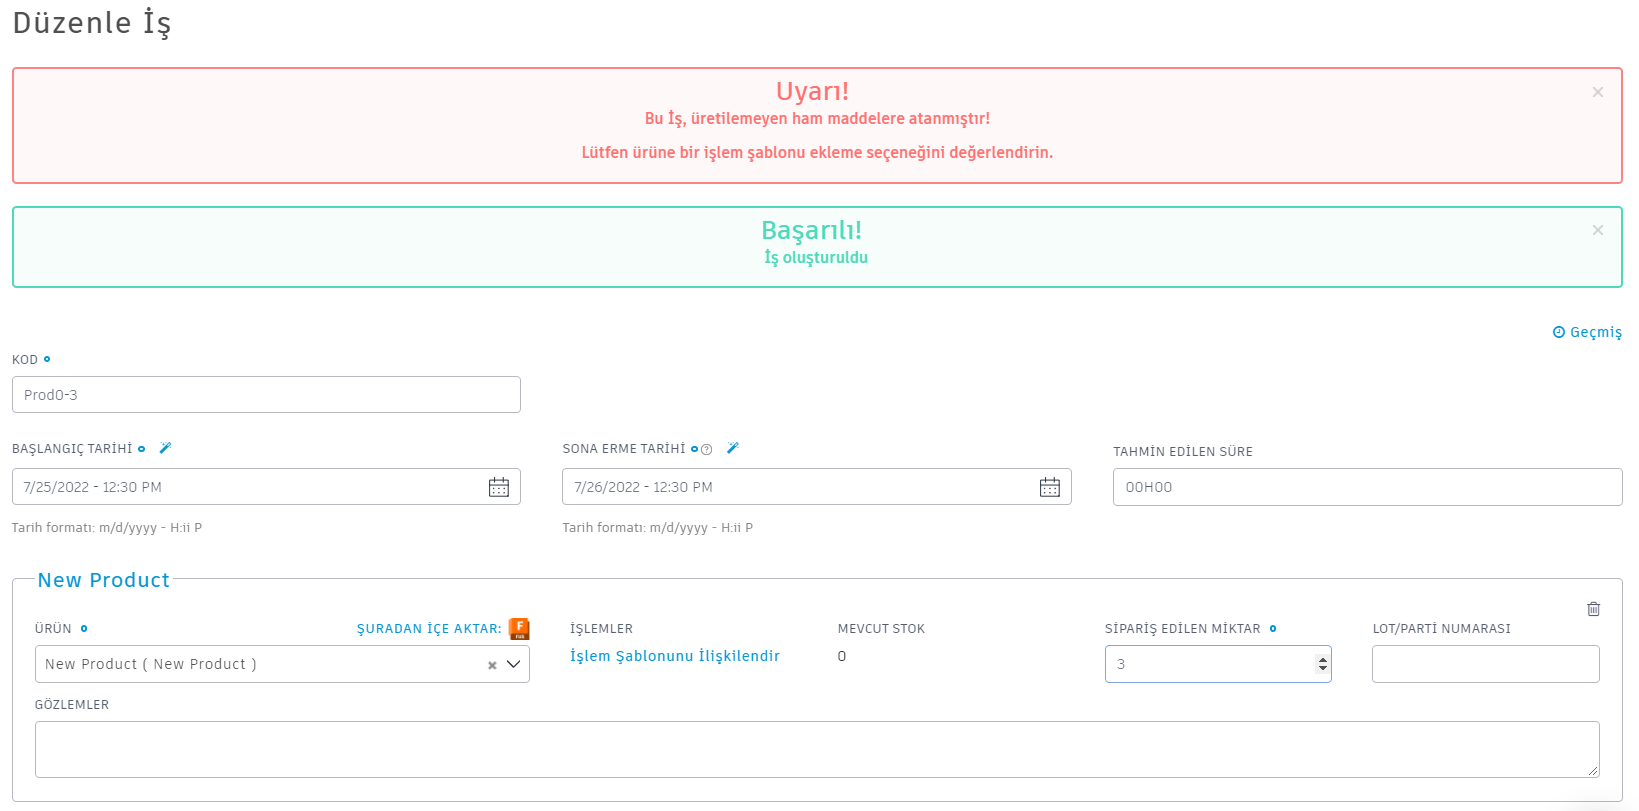 Düzenle İş
Uyarı!
×
Bu İş, üretilemeyen ham maddelere atanmıştır!
Lütfen ürüne bir işlem şablonu ekleme seçeneğini değerlendirin.
Başarılı!
×
İş oluşturuldu
Geçmiş
KOD
Prod0-3
BAŞLANGIÇ TARİHİ
7/25/2022 - 12:30 PM
Tarih formatı: m/d/yyyy - H:ii P
SONA ERME TARİHİ
7/26/2022 - 12:30 PM
Tarih formatı: m/d/yyyy - H:ii P
TAHMİN EDİLEN SÜRE
00H00
New Product
ÜRÜN
ŞURADAN İÇE AKTAR:
F
FUS
New Product ( New Product )
×
İŞLEMLER
İşlem Şablonunu İlişkilendir
MEVCUT STOK
0
SİPARİŞ EDİLEN MİKTAR
3
LOT/PARTİ NUMARASI
GÖZLEMLER